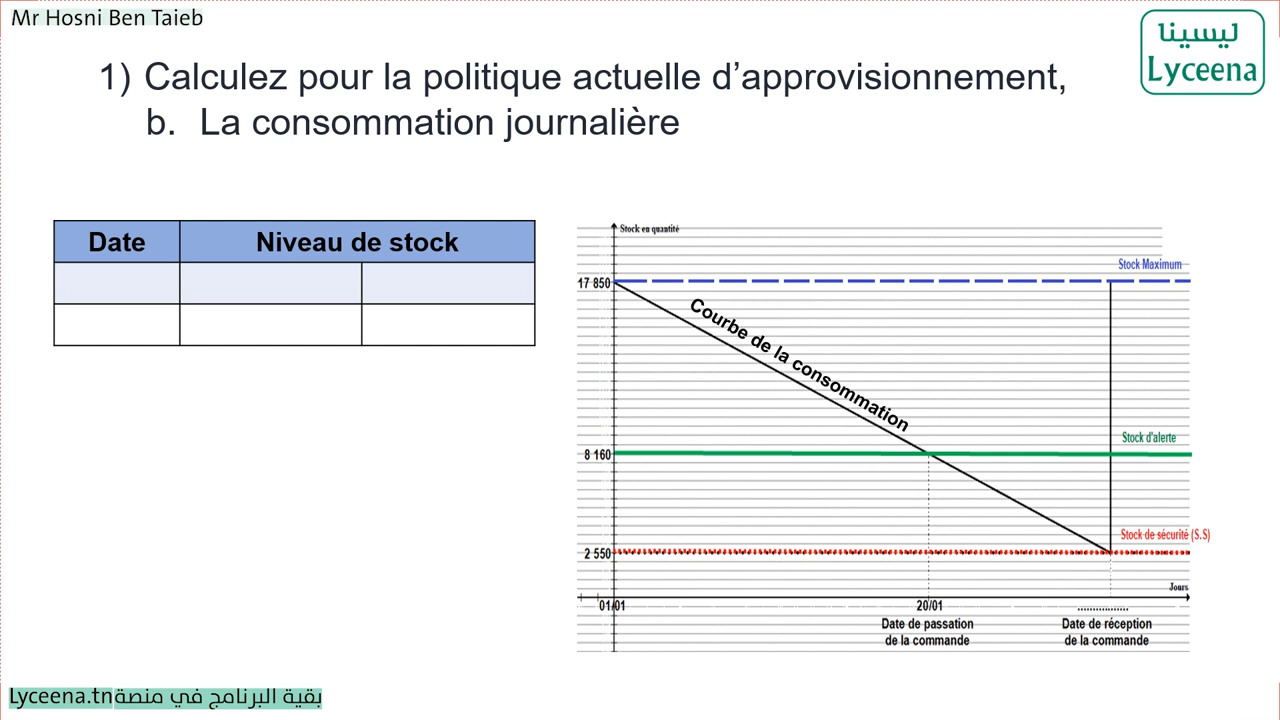 Mr Hosni Ben Taieb
ليسينا
Lyceena
1) Calculez pour la politique actuelle d’approvisionnement,
b. La consommation journalière
Date Niveau de stock
Stock en quantité
Stock Maximum
17 850
Courbe de la consommation
Stock d'alerte
8 160
Stock de sécurité (S.S)
2 550
Jours
01/01 20/01 ................
Date de passation Date de réception
de la commande de la commande
Lyceena.tn بقية البرنامج في منصة